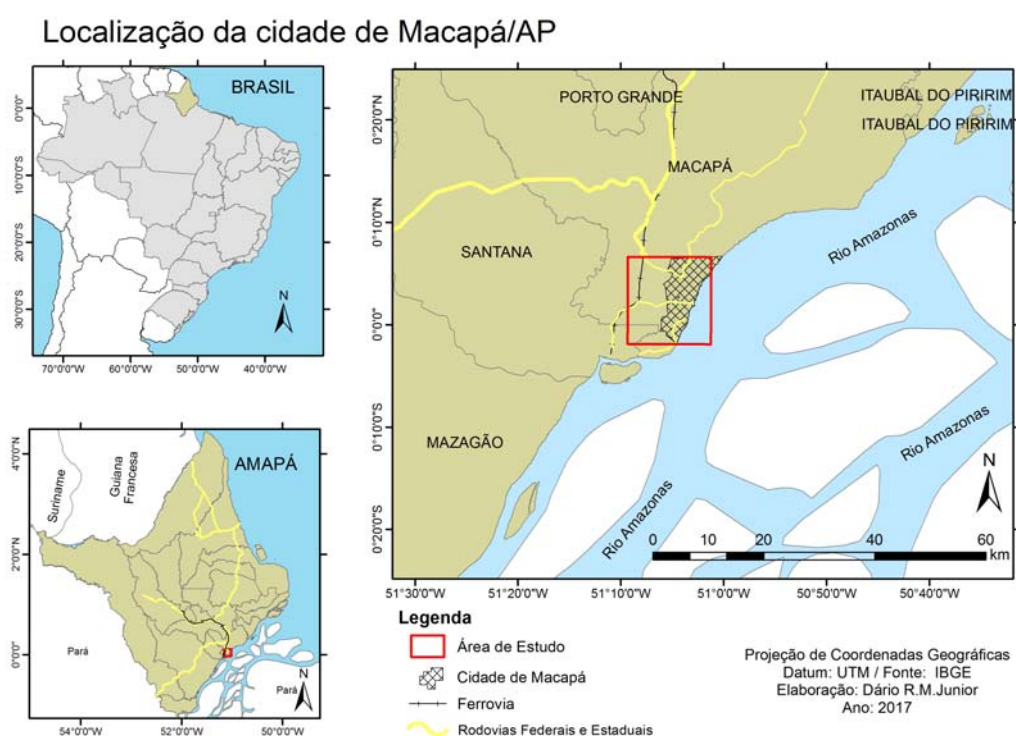 Localização da cidade de Macapá/AP
BRASIL
0°0'0"
10°0'0"S
20°0'0"S
30°0'0"S
N
70°0'0"W 60°0'0"W 50°0'0"W 40°0'0"W
AMAPÁ
Suriname
Guiana
Francesa
4°0'0"N
2°0'0"N
0°0'0"
Pará
Pará
N
54°0'0"W 52°0'0"W 50°0'0"W
PORTO GRANDE
ITAUBAL DO PIRIRIM
ITAUBAL DO PIRIRIM
MACAPÁ
SANTANA
MAZAGÃO
Rio Amazonas
Rio Amazonas
Rio Amazonas
N
0°20'0"N
0°10'0"N
0°0'0"
0°10'0"S
0°20'0"S
0 5 10 20 40 60
km
51°30'0"W 51°20'0"W 51°10'0"W 51°0'0"W 50°50'0"W 50°40'0"W
Legenda
Área de Estudo
Cidade de Macapá
Ferrovia
Rodovias Federais e Estaduais
Projeção de Coordenadas Geográficas
Datum: UTM / Fonte: IBGE
Elaboração: Dário R.M.Junior
Ano: 2017